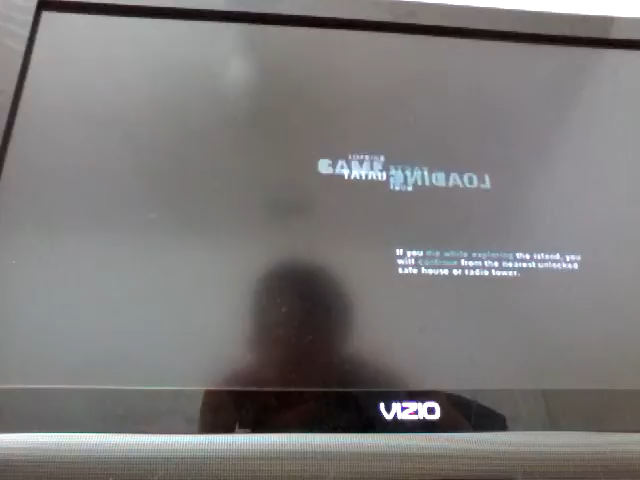 LOADING
GAME
LOADING
If you die while exploring the island, you
will continue from the nearest unlocked
safe house or radio tower.
VIZIO